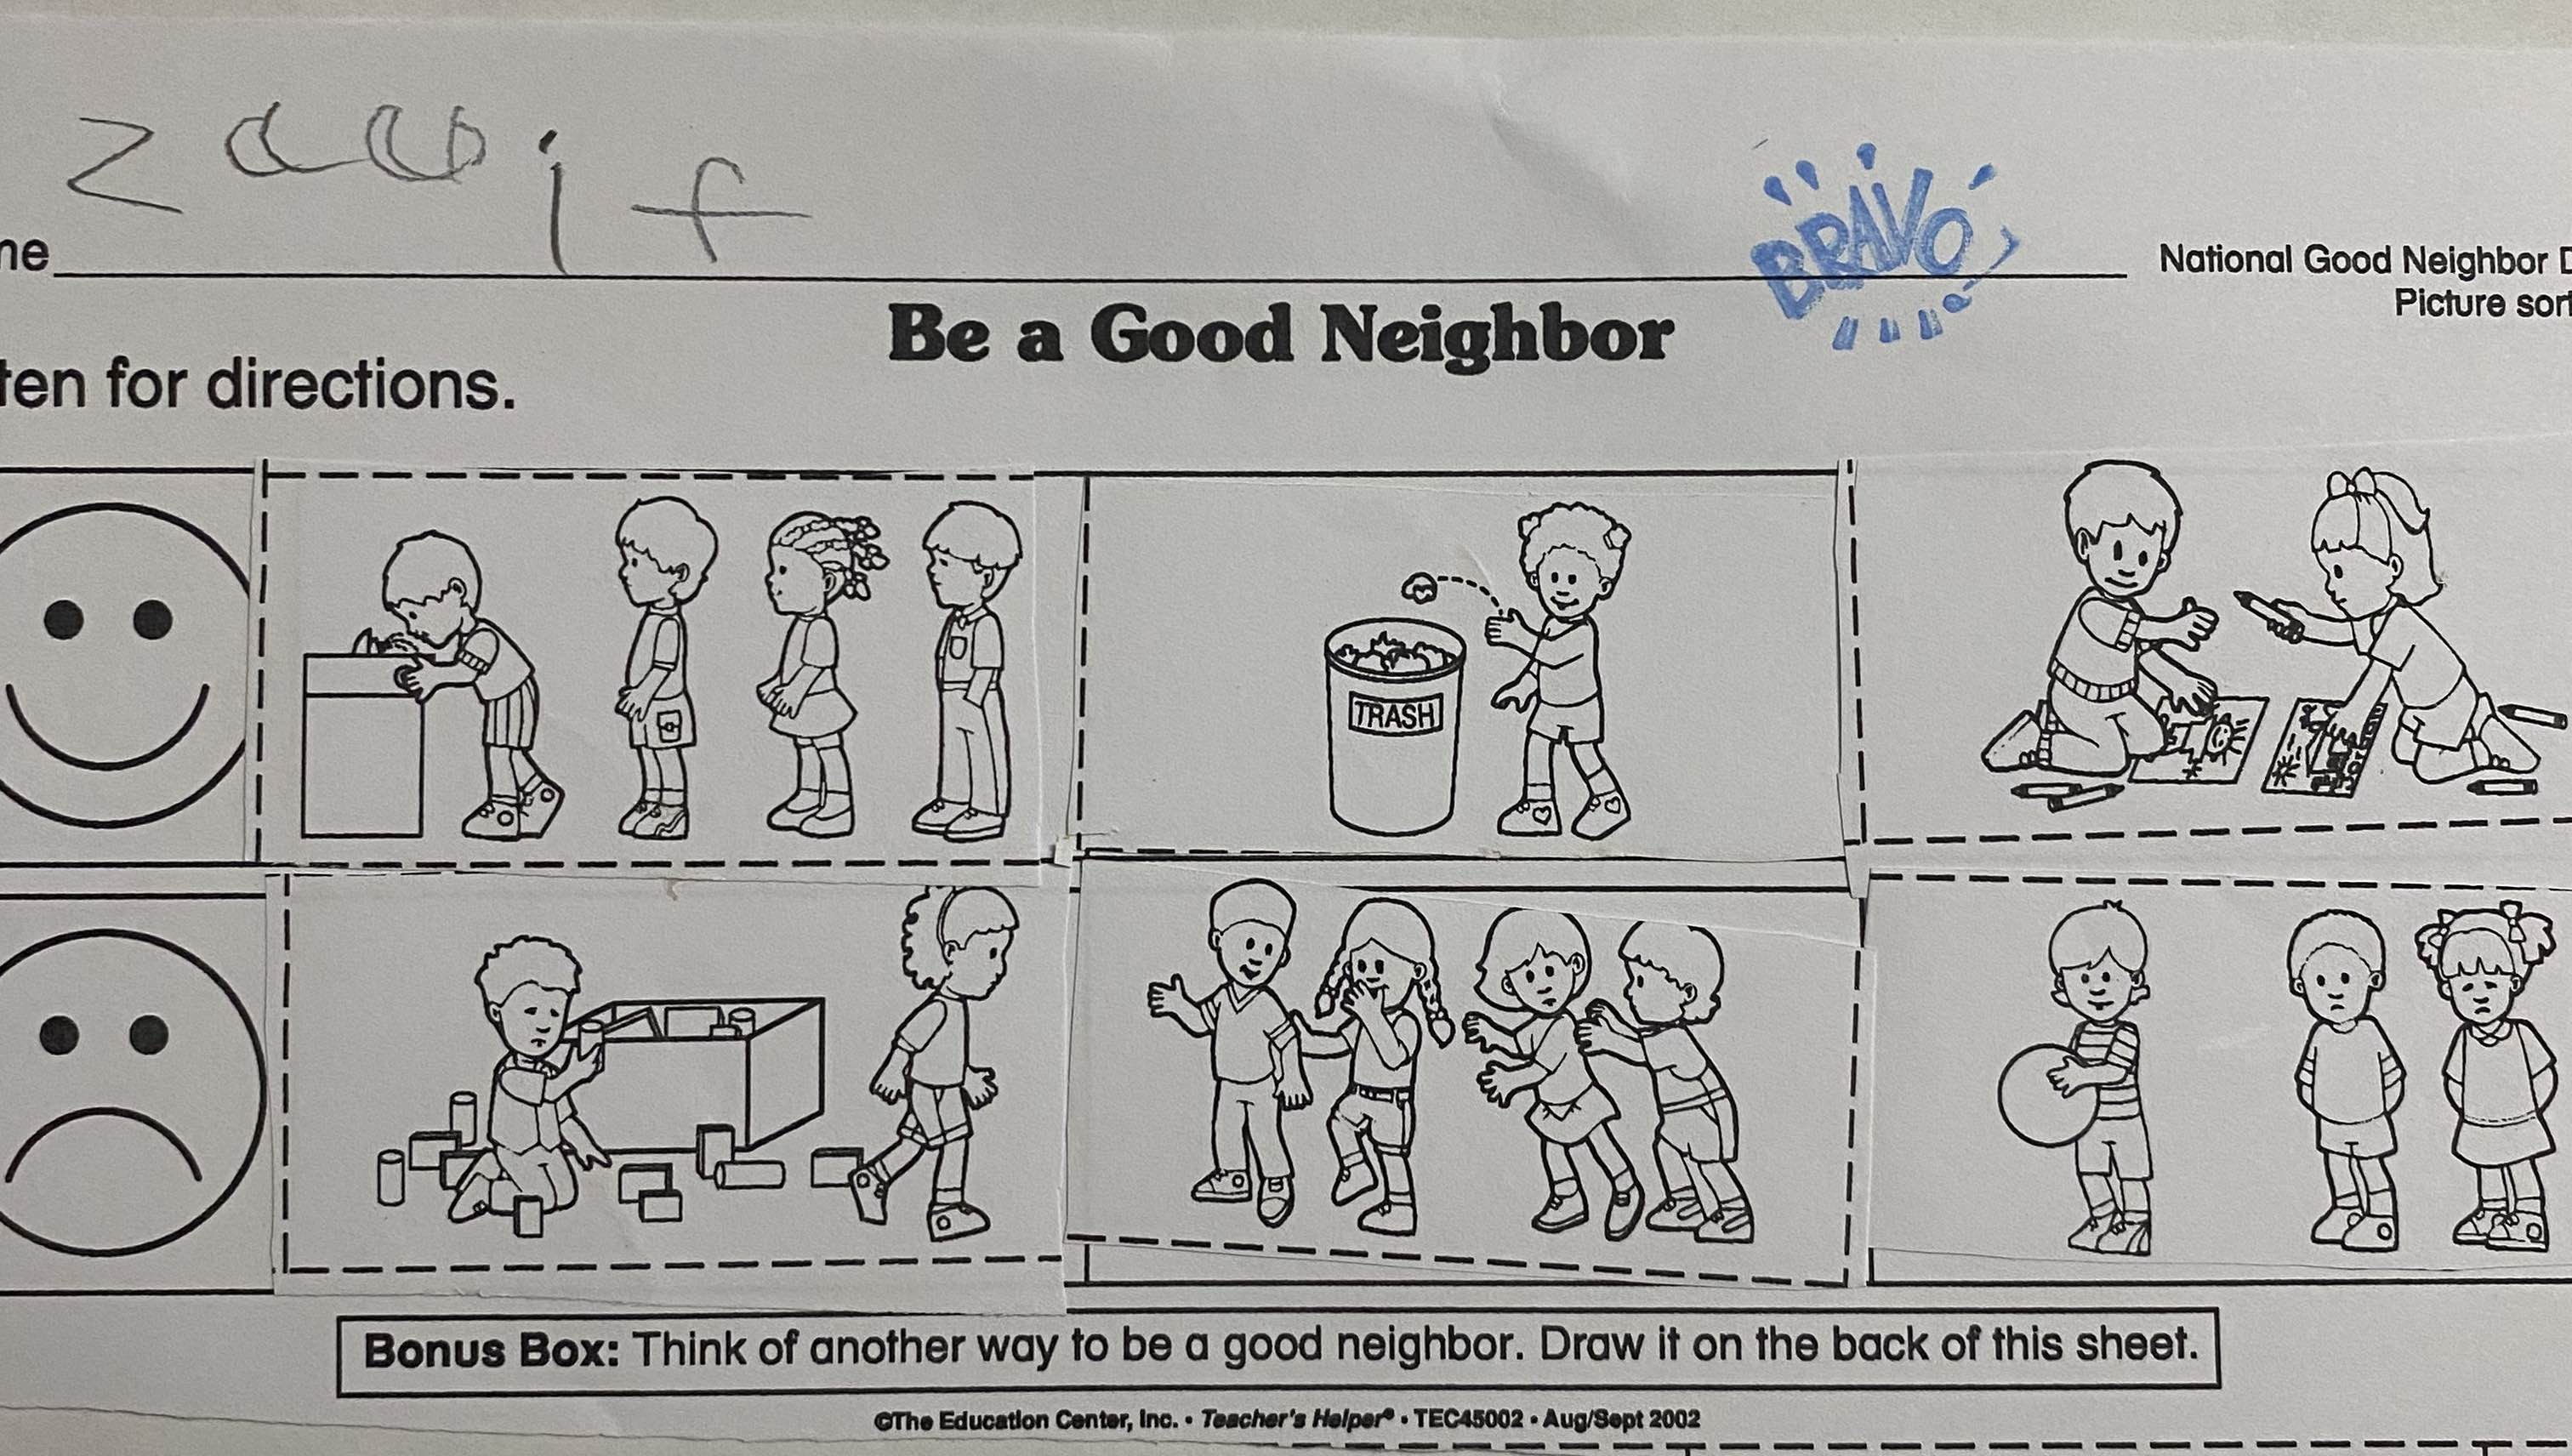 zaaif
BRAVO
me
National Good Neighbor D
Picture sort
Be a Good Neighbor
ten for directions.
TRASH
Bonus Box: Think of another way to be a good neighbor. Draw it on the back of this sheet.
©The Education Center, Inc. • Teacher's Helper® • TEC45002 • Aug/Sept 2002